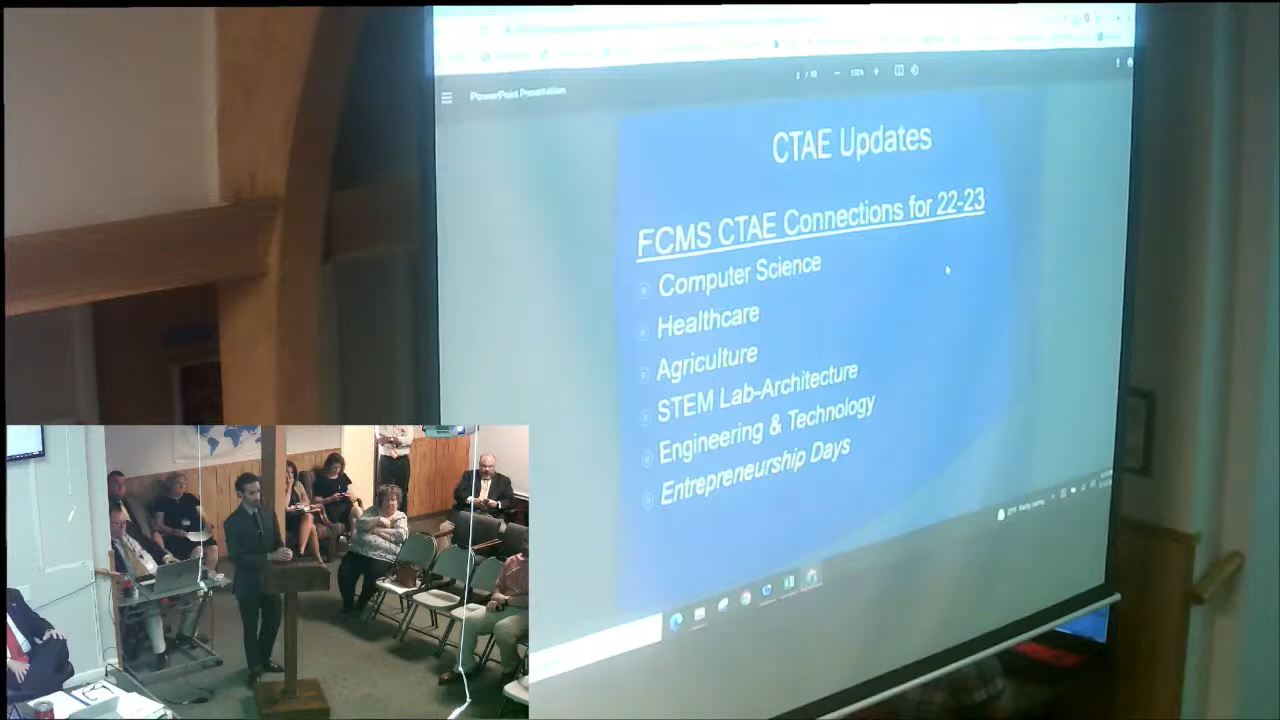 PowerPoint Presentation
CTAE Updates
FCMS CTAE Connections for 22-23
Computer Science
Healthcare
Agriculture
STEM Lab-Architecture
Engineering & Technology
Entrepreneurship Days